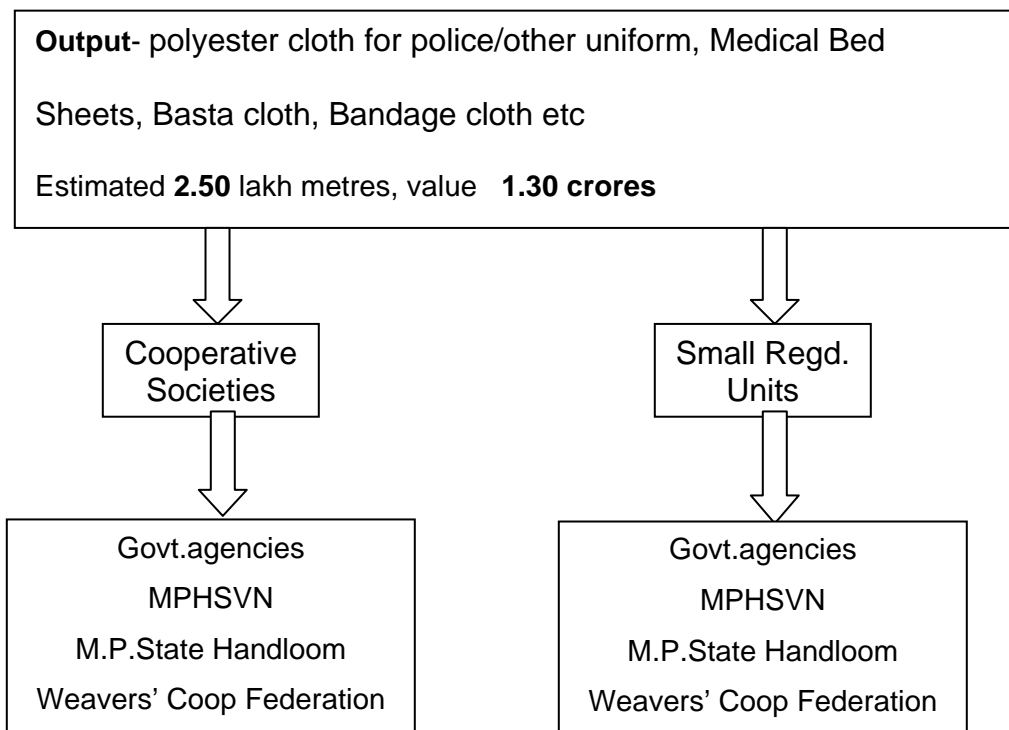 Output- polyester cloth for police/other uniform, Medical Bed
Sheets, Basta cloth, Bandage cloth etc
Estimated 2.50 lakh metres, value 1.30 crores
Cooperative
Societies
Small Regd.
Units
Govt.agencies
MPHSVN
M.P.State Handloom
Weavers’ Coop Federation
Govt.agencies
MPHSVN
M.P.State Handloom
Weavers’ Coop Federation